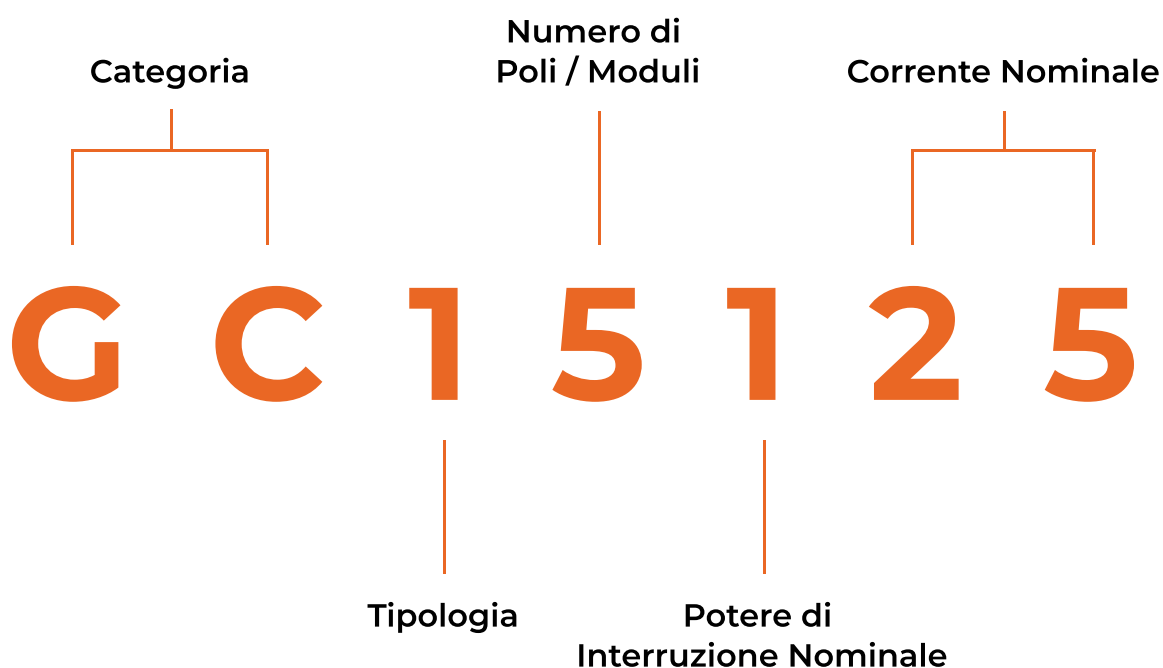 Numero di
Poli / Moduli
Categoria
Corrente Nominale
G C 1 5 1 2 5
Tipologia
Potere di
Interruzione Nominale